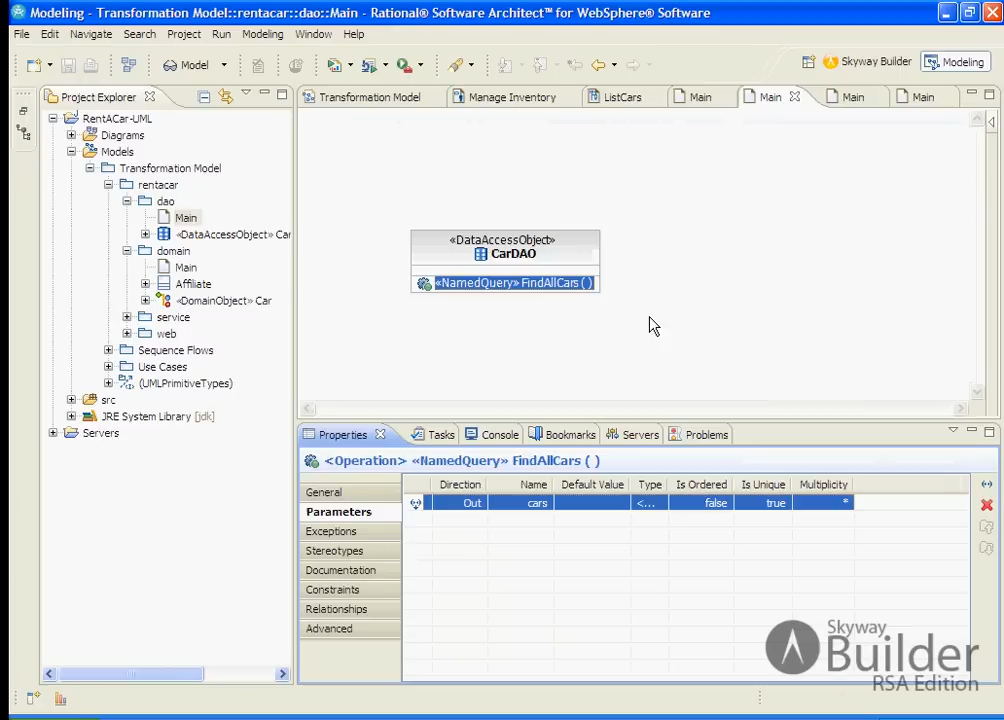 Modeling - Transformation Model::rentacar::dao::Main - Rational® Software Architect™ for WebSphere® Software
File Edit Navigate Search Project Run Modeling Window Help
Model
Skyway Builder
Modeling
Project Explorer
Transformation Model
Manage Inventory
ListCars
Main
Main
Main
Main
RentACar-UML
Diagrams
Models
Transformation Model
rentacar
dao
Main
«DataAccessObject» Car
domain
Main
Affiliate
«DomainObject» Car
service
web
Sequence Flows
Use Cases
(UMLPrimitiveTypes)
src
JRE System Library [jdk]
Servers
«DataAccessObject»
CarDAO
«NamedQuery» FindAllCars ( )
Properties
Tasks
Console
Bookmarks
Servers
Problems
<Operation> «NamedQuery» FindAllCars ( )
General
Parameters
Exceptions
Stereotypes
Documentation
Constraints
Relationships
Advanced
Direction Name Default Value Type Is Ordered Is Unique Multiplicity
Out cars <... false true *
Skyway
Builder
RSA Edition